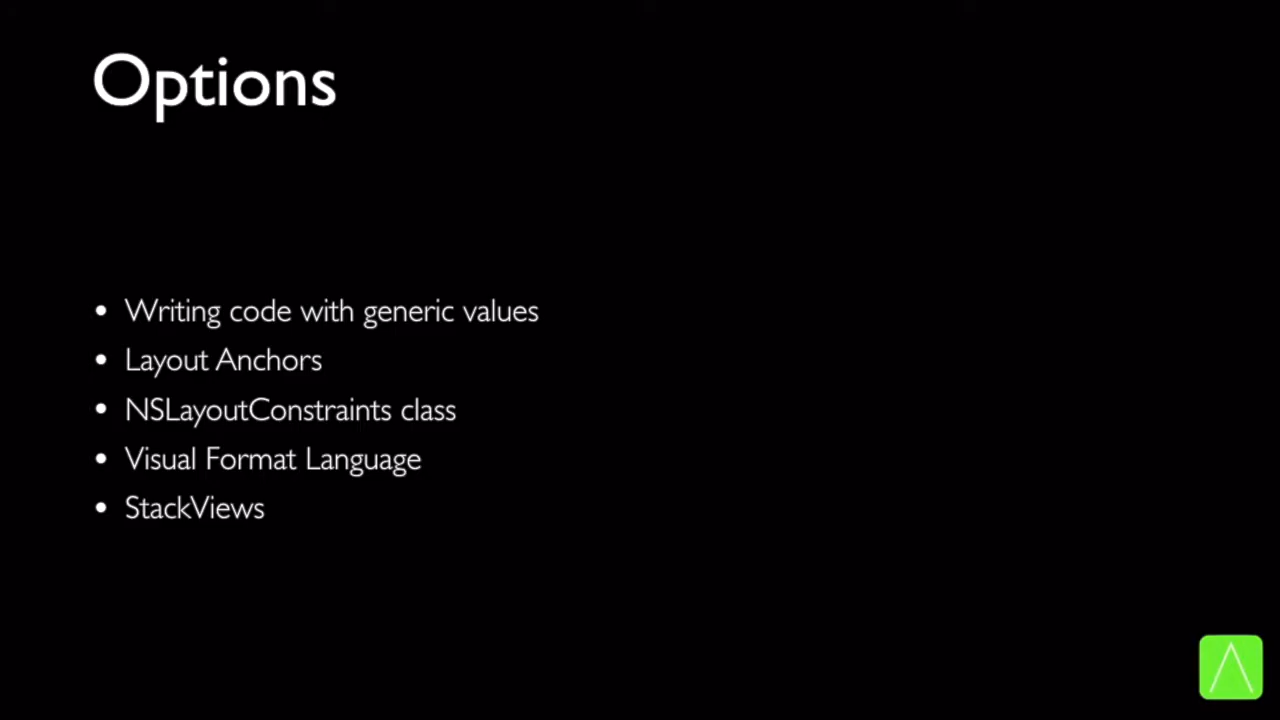 Options
• Writing code with generic values
• Layout Anchors
• NSLayoutConstraints class
• Visual Format Language
• StackViews